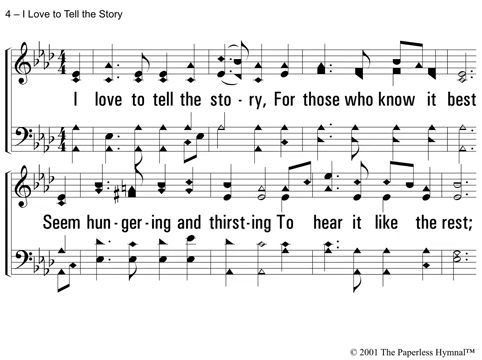 4 – I Love to Tell the Story
I love to tell the sto - ry, For those who know it best
Seem hun - ger - ing and thirst - ing To hear it like the rest;
© 2001 The Paperless Hymnal™